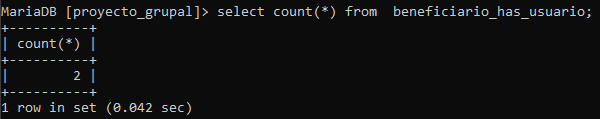 MariaDB [proyecto_grupal]> select count(*) from  beneficiario_has_usuario;
+----------+
| count(*) |
+----------+
|        2 |
+----------+
1 row in set (0.042 sec)